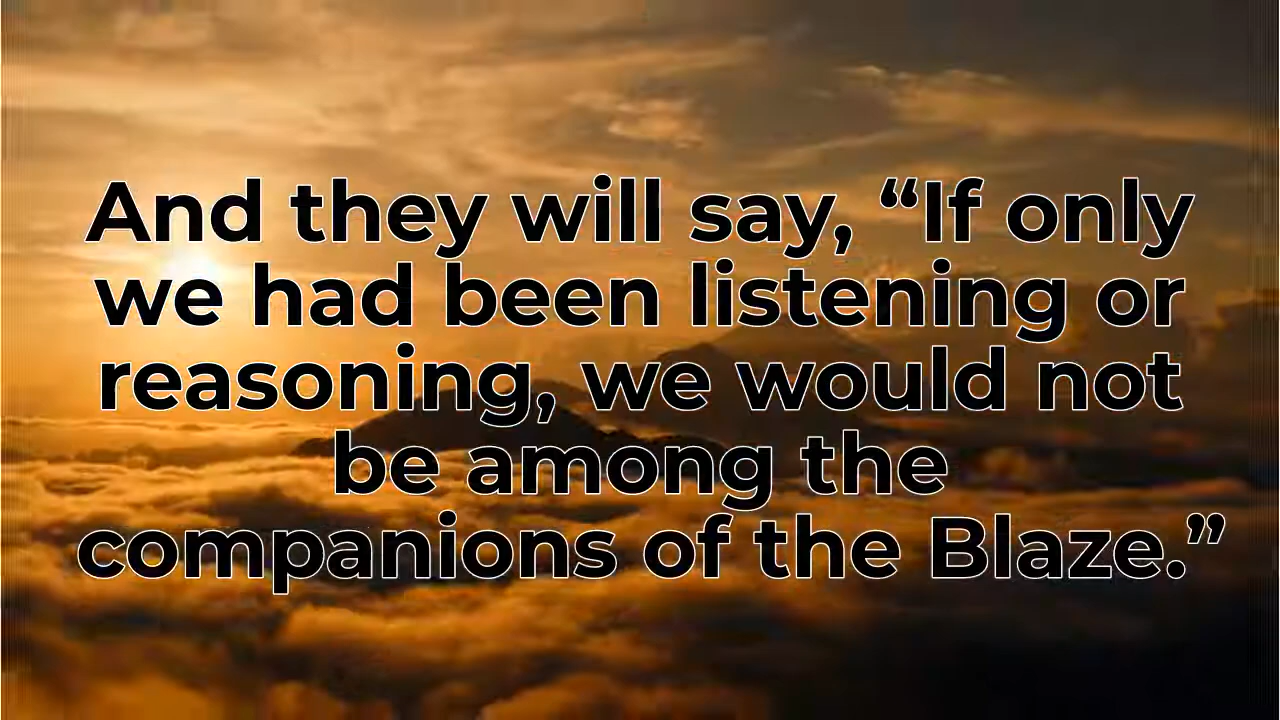 And they will say, “If only
we had been listening or
reasoning, we would not
be among the
companions of the Blaze.”